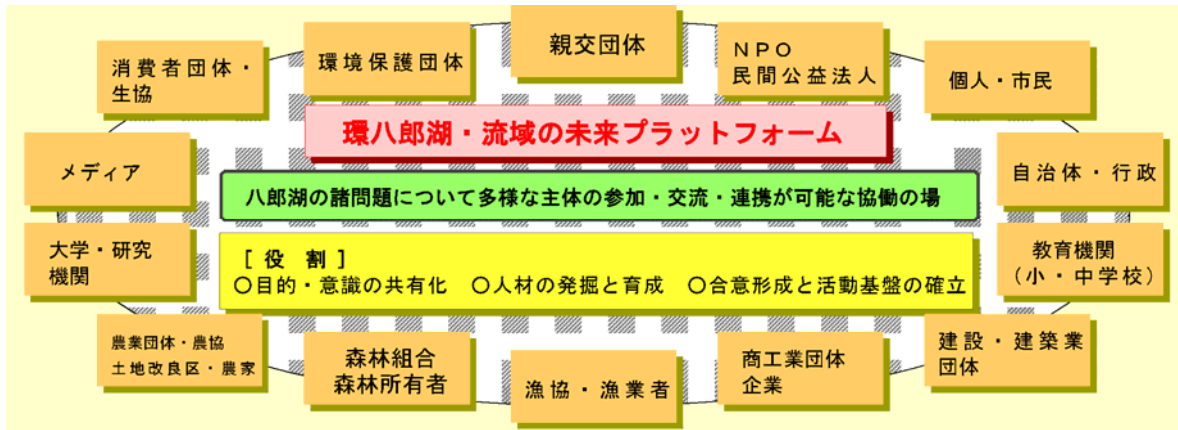 親交団体
環境保護団体
NPO
民間公益法人
消費者団体・
生協
個人・市民
環八郎湖・流域の未来プラットフォーム
メディア
自治体・行政
八郎湖の諸問題について多様な主体の参加・交流・連携が可能な協働の場
大学・研究
機関
教育機関
(小・中学校)
[役割]
○目的・意識の共有化 ○人材の発掘と育成 ○合意形成と活動基盤の確立
農業団体・農協
土地改良区・農家
森林組合
森林所有者
漁協・漁業者
商工業団体
企業
建設・建築業
団体